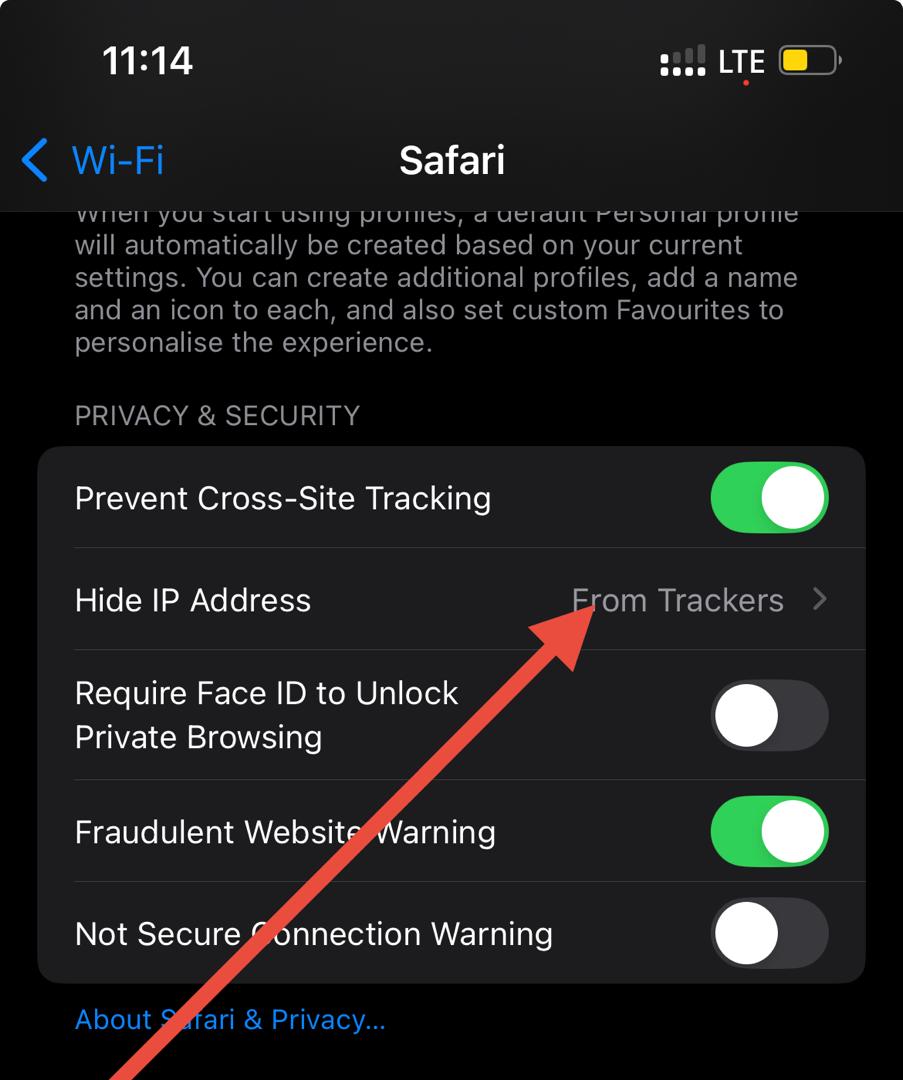 11:14
LTE
Wi-Fi
Safari
When you start using profiles, a default Personal profile
will automatically be created based on your current
settings. You can create additional profiles, add a name
and an icon to each, and also set custom Favourites to
personalise the experience.
PRIVACY & SECURITY
Prevent Cross-Site Tracking
Hide IP Address From Trackers
Require Face ID to Unlock
Private Browsing
Fraudulent Website Warning
Not Secure Connection Warning
About Safari & Privacy...